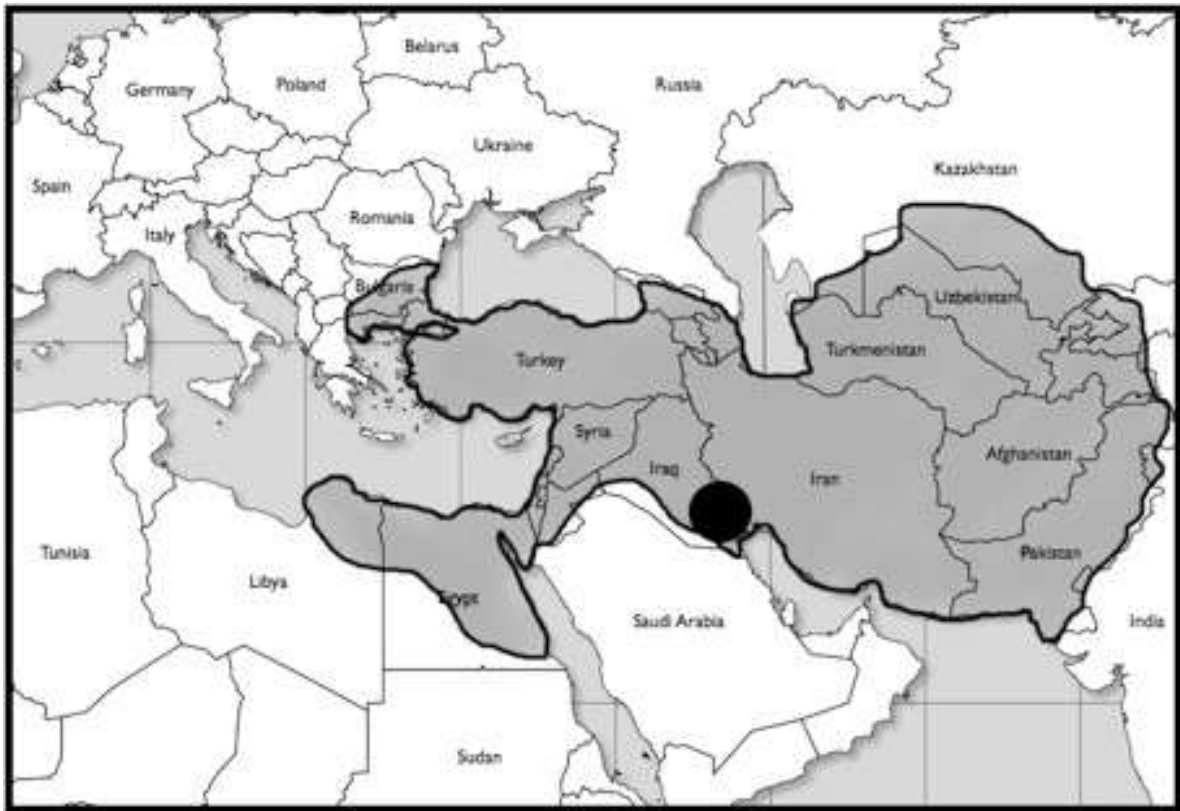 Belarus
Germany
Poland
Russia
Ukraine
Kazakhstan
Spain
Romania
Italy
Bulgaria
Uzbekistan
Turkey
Turkmenistan
Syria
Iraq
Iran
Afghanistan
Tunisia
Libya
Egypt
Pakistan
Saudi Arabia
India
Sudan